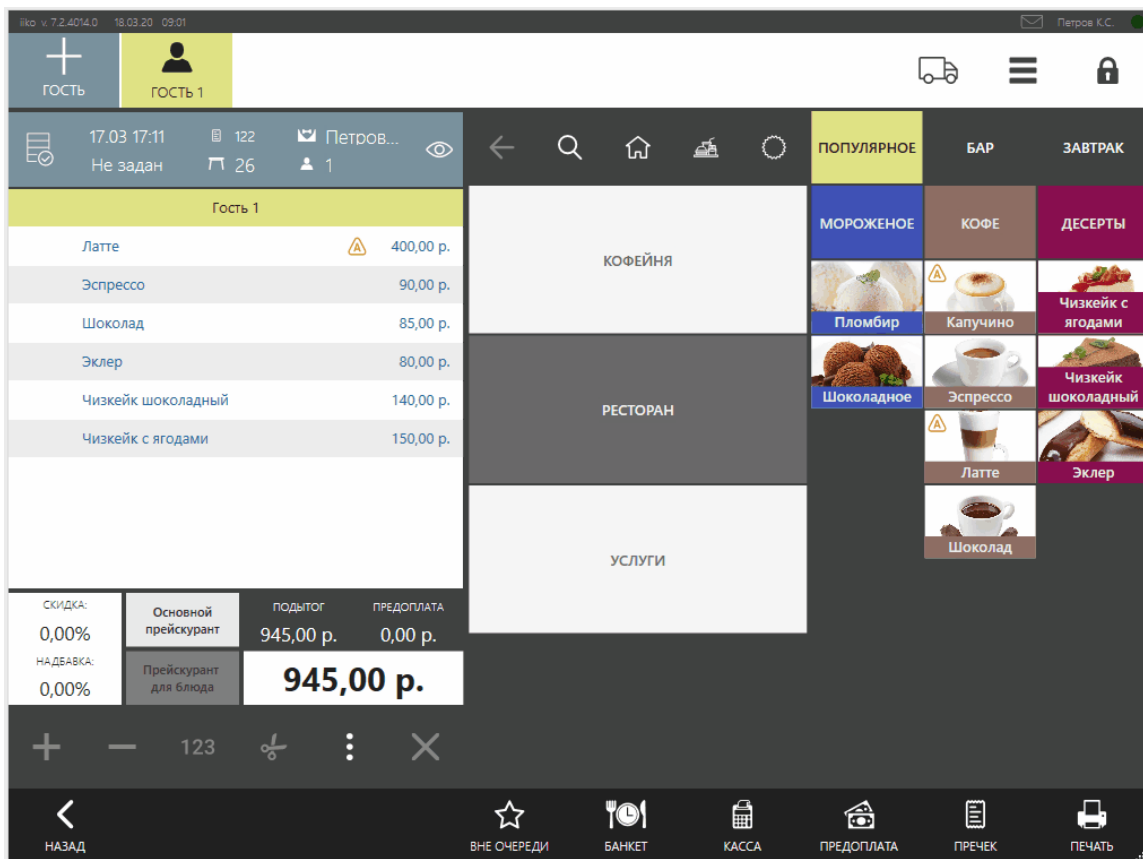 iiko v. 7.2.4014.0 18.03.20 09:01 Петров К.С.
ГОСТЬ
ГОСТЬ 1
17.03 17:11 122 Петров...
Не задан 26 1
Гость 1
Латте 400,00 р.
Эспрессо 90,00 р.
Шоколад 85,00 р.
Эклер 80,00 р.
Чизкейк шоколадный 140,00 р.
Чизкейк с ягодами 150,00 р.
СКИДКА:
0,00%
НАДБАВКА:
0,00%
Основной
прейскурант
Прейскурант
для блюда
ПОДЫТОГ ПРЕДОПЛАТА
945,00 р. 0,00 р.
945,00 р.
123
КОФЕЙНЯ
РЕСТОРАН
УСЛУГИ
ПОПУЛЯРНОЕ БАР ЗАВТРАК
МОРОЖЕНОЕ КОФЕ ДЕСЕРТЫ
Пломбир
A
Капучино
Чизкейк с
ягодами
Шоколадное
Эспрессо
Чизкейк
шоколадный
A
Латте
Эклер
Шоколад
НАЗАД ВНЕ ОЧЕРЕДИ БАНКЕТ КАССА ПРЕДОПЛАТА ПРЕЧЕК ПЕЧАТЬ